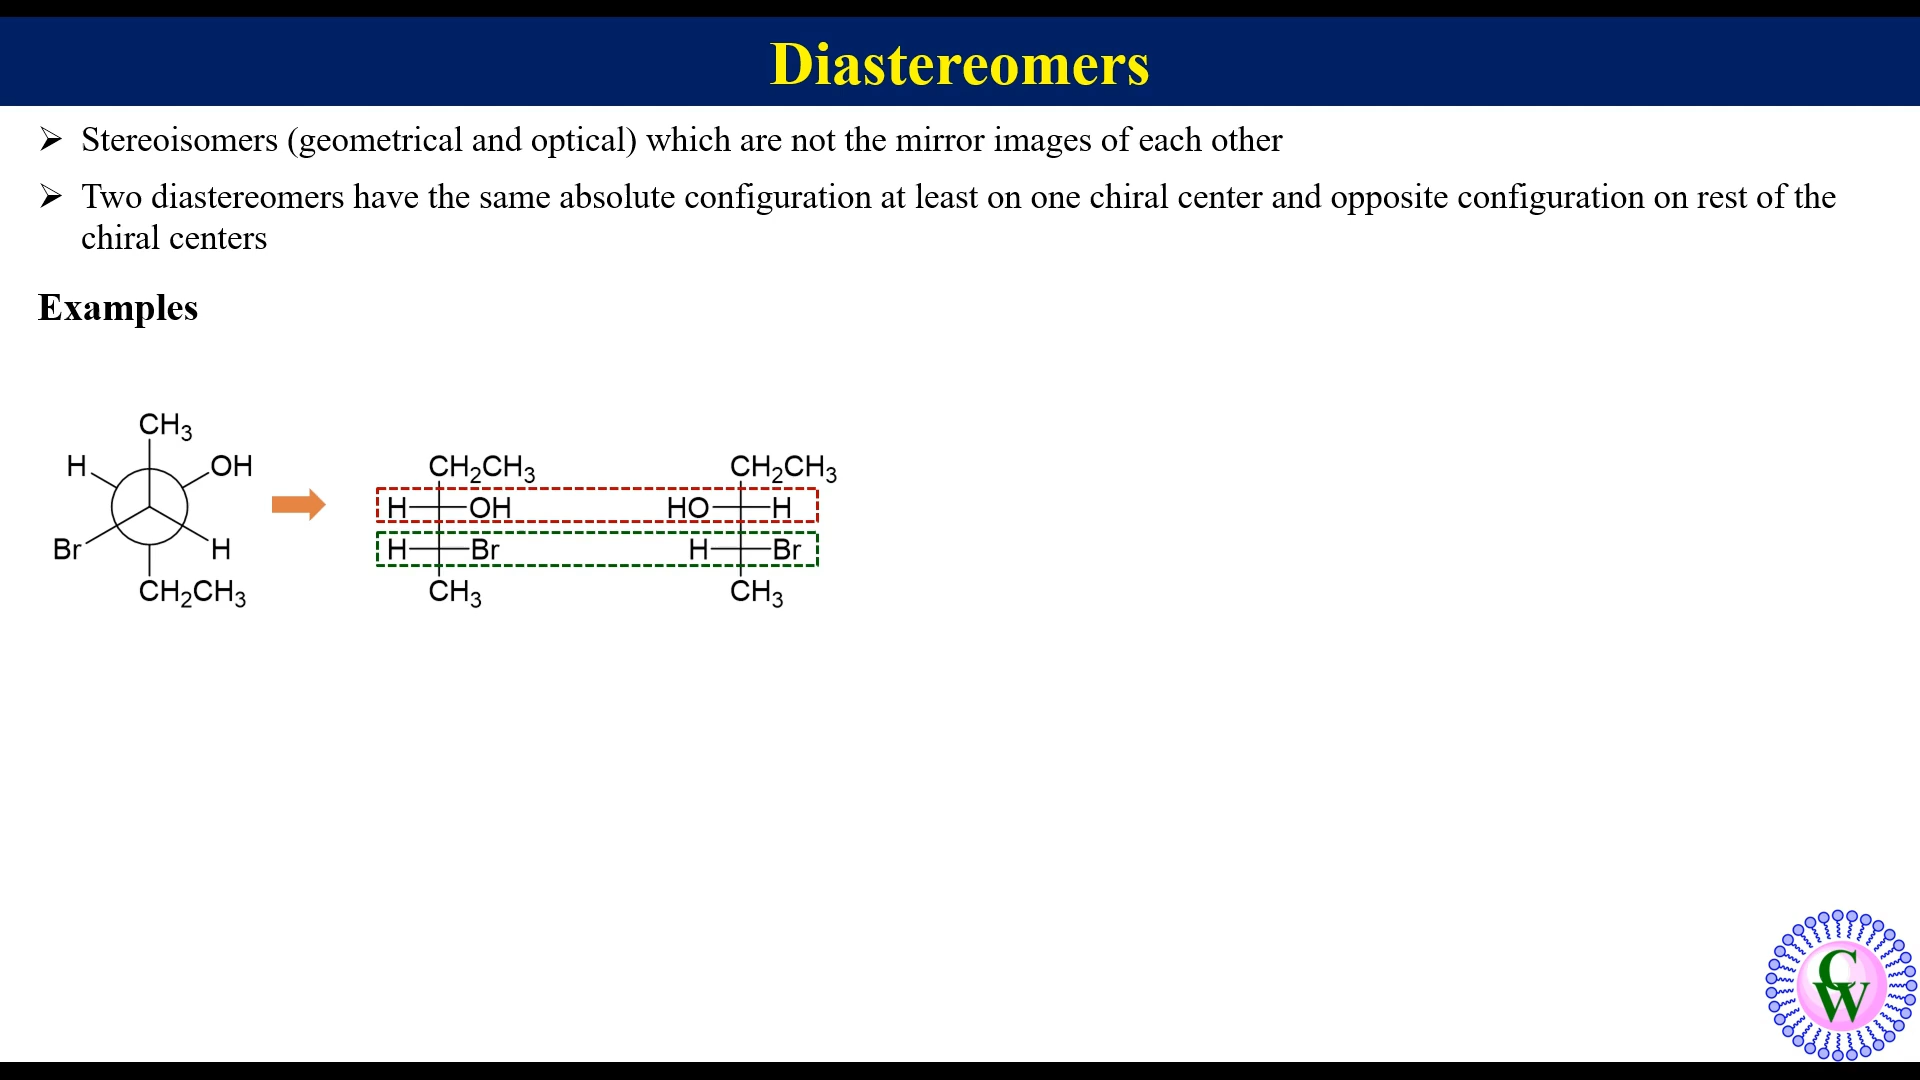 Diastereomers
➢ Stereoisomers (geometrical and optical) which are not the mirror images of each other
➢ Two diastereomers have the same absolute configuration at least on one chiral center and opposite configuration on rest of the
chiral centers
Examples
CH₃
H OH
Br H
CH₂CH₃
CH₂CH₃ CH₂CH₃
H OH HO H
H Br H Br
CH₃ CH₃
CW